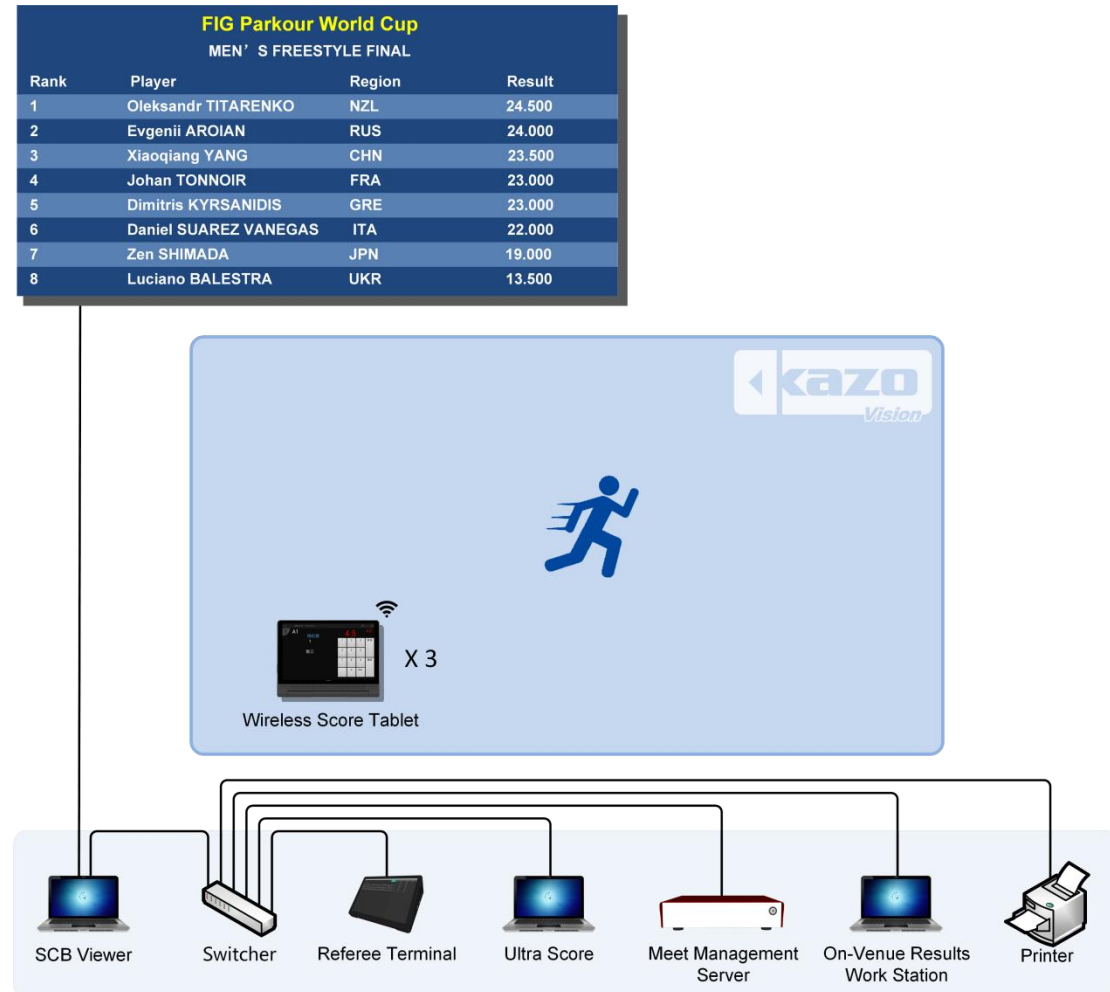 FIG Parkour World Cup
MEN’S FREESTYLE FINAL
Rank Player Region Result
1 Oleksandr TITARENKO NZL 24.500
2 Evgenii AROIAN RUS 24.000
3 Xiaoqiang YANG CHN 23.500
4 Johan TONNOIR FRA 23.000
5 Dimitris KYRSANIDIS GRE 23.000
6 Daniel SUAREZ VANEGAS ITA 22.000
7 Zen SHIMADA JPN 19.000
8 Luciano BALESTRA UKR 13.500
kazo
Vision
A1
4.5
X 3
Wireless Score Tablet
SCB Viewer
Switcher
Referee Terminal
Ultra Score
Meet Management
Server
On-Venue Results
Work Station
Printer